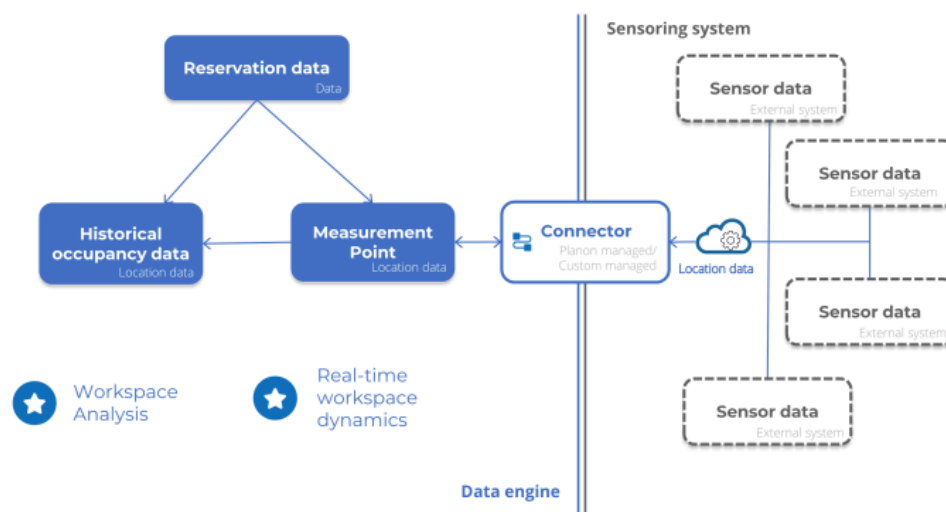 Sensoring system
Reservation data
Data
Sensor data
External system
Sensor data
External system
Historical
occupancy data
Location data
Measurement
Point
Location data
Connector
Planon managed/
Custom managed
Location data
Sensor data
External system
Workspace
Analysis
Real-time
workspace
dynamics
Sensor data
External system
Data engine